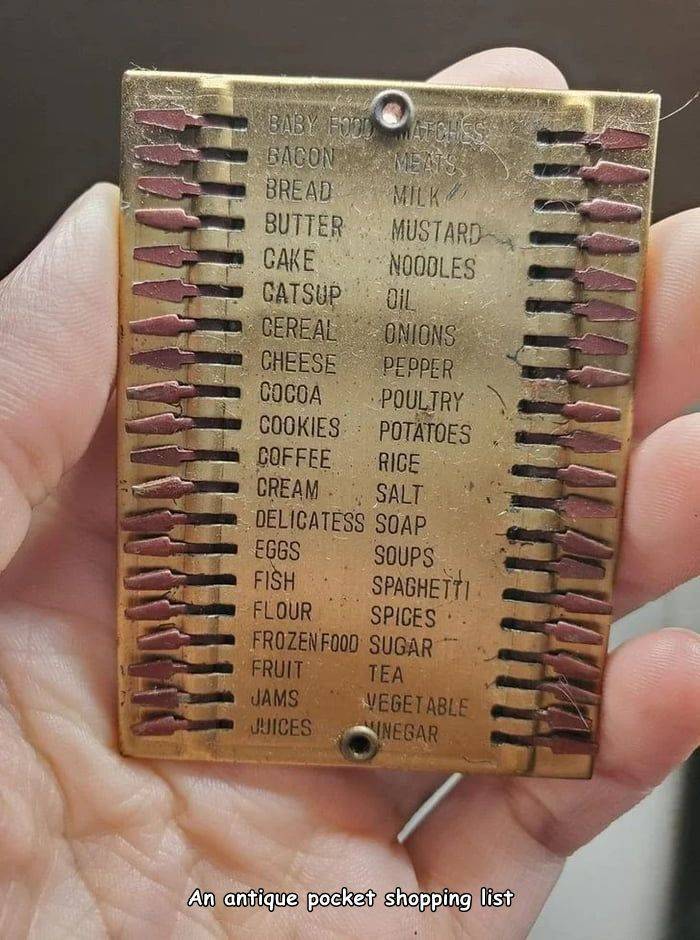 BABY FOOD MATCHES
BACON MEATS
BREAD MILK
BUTTER MUSTARD
CAKE NOODLES
CATSUP OIL
CEREAL ONIONS
CHEESE PEPPER
COCOA POULTRY
COOKIES POTATOES
COFFEE RICE
CREAM SALT
DELICATESS SOAP
EGGS SOUPS
FISH SPAGHETTI
FLOUR SPICES
FROZEN FOOD SUGAR
FRUIT TEA
JAMS VEGETABLE
JUICES VINEGAR
An antique pocket shopping list